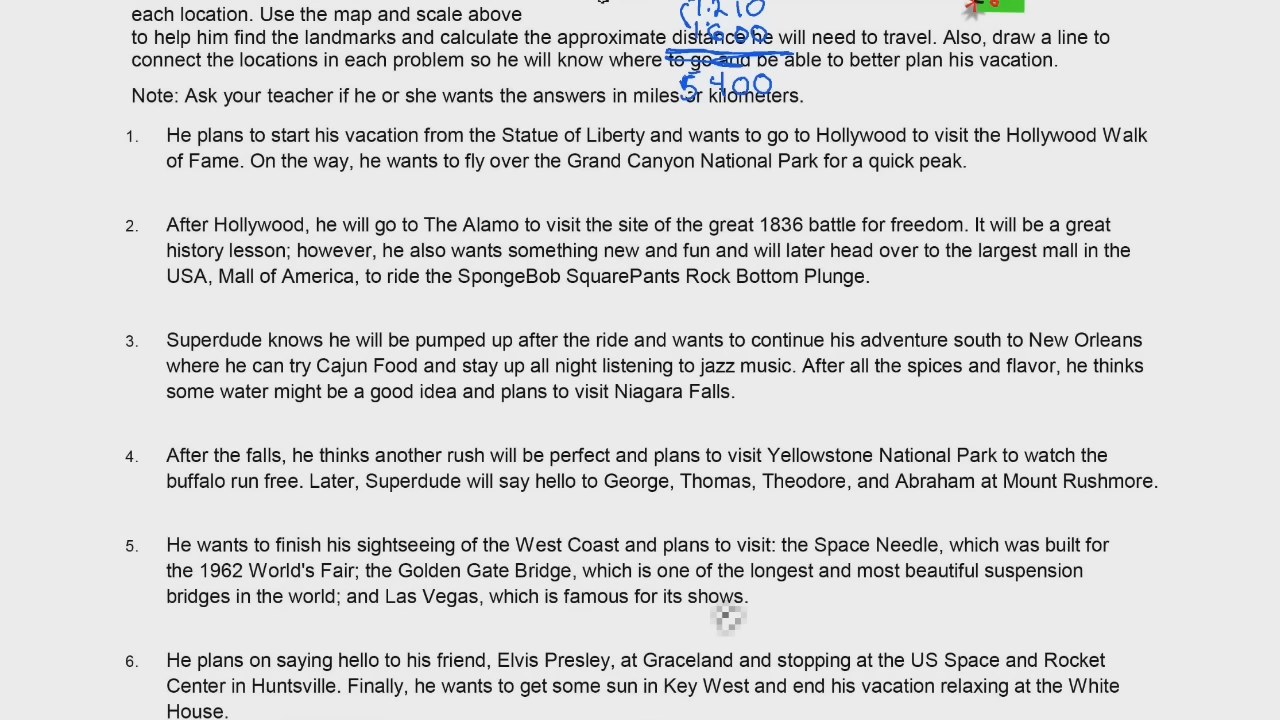 each location. Use the map and scale above
1210
1600
to help him find the landmarks and calculate the approximate distance he will need to travel. Also, draw a line to
connect the locations in each problem so he will know where to go and be able to better plan his vacation.
5400
Note: Ask your teacher if he or she wants the answers in miles or kilometers.
1. He plans to start his vacation from the Statue of Liberty and wants to go to Hollywood to visit the Hollywood Walk
of Fame. On the way, he wants to fly over the Grand Canyon National Park for a quick peak.
2. After Hollywood, he will go to The Alamo to visit the site of the great 1836 battle for freedom. It will be a great
history lesson; however, he also wants something new and fun and will later head over to the largest mall in the
USA, Mall of America, to ride the SpongeBob SquarePants Rock Bottom Plunge.
3. Superdude knows he will be pumped up after the ride and wants to continue his adventure south to New Orleans
where he can try Cajun Food and stay up all night listening to jazz music. After all the spices and flavor, he thinks
some water might be a good idea and plans to visit Niagara Falls.
4. After the falls, he thinks another rush will be perfect and plans to visit Yellowstone National Park to watch the
buffalo run free. Later, Superdude will say hello to George, Thomas, Theodore, and Abraham at Mount Rushmore.
5. He wants to finish his sightseeing of the West Coast and plans to visit: the Space Needle, which was built for
the 1962 World's Fair; the Golden Gate Bridge, which is one of the longest and most beautiful suspension
bridges in the world; and Las Vegas, which is famous for its shows.
6. He plans on saying hello to his friend, Elvis Presley, at Graceland and stopping at the US Space and Rocket
Center in Huntsville. Finally, he wants to get some sun in Key West and end his vacation relaxing at the White
House.